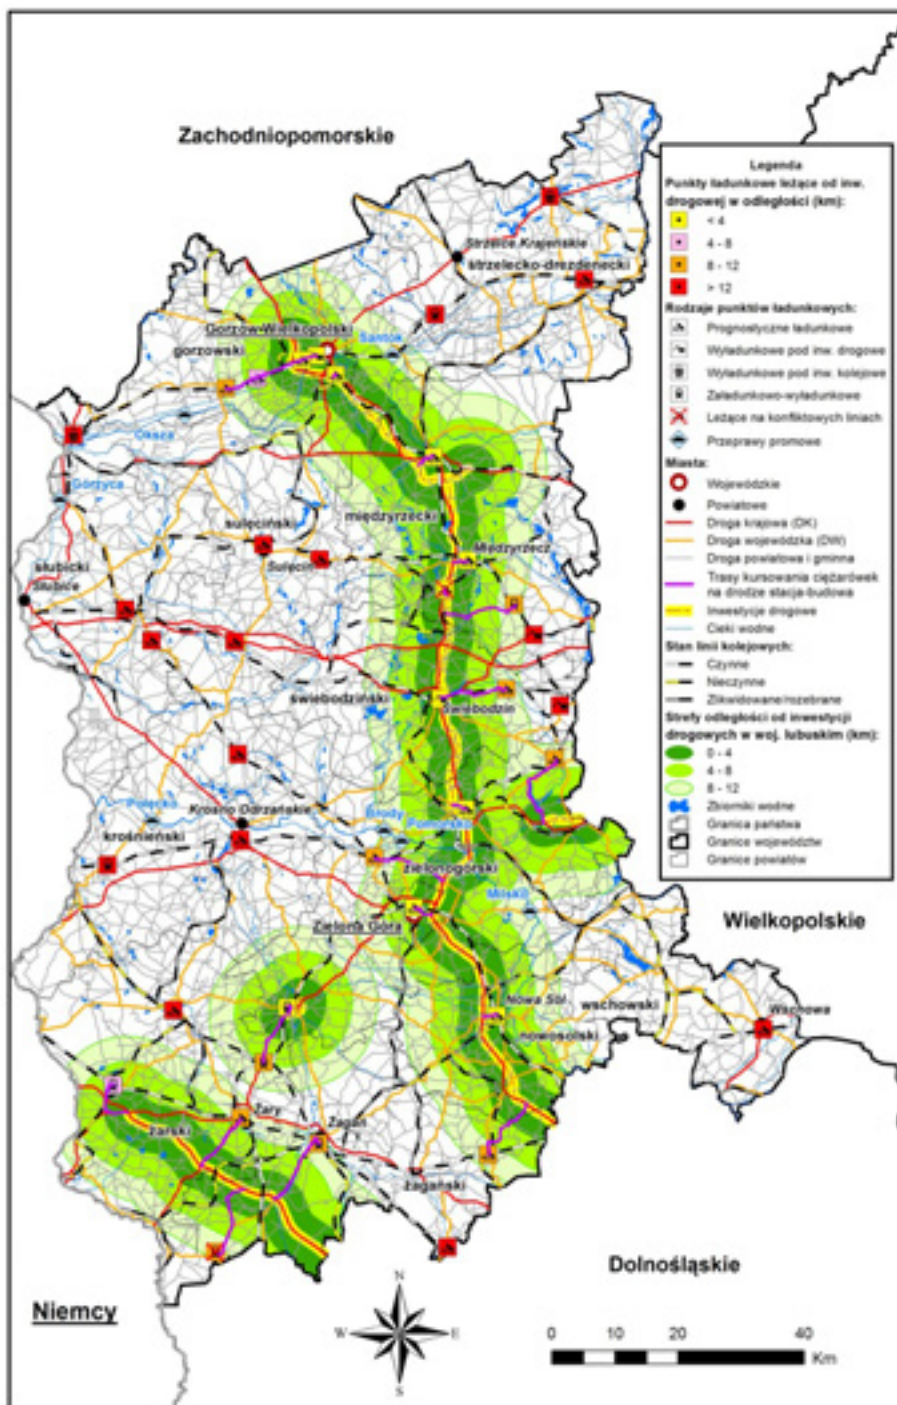 Zachodniopomorskie
Strzelce Krajeńskie
strzelecko-drezdenecki
Gorzów-Wielkopolski
Santok
gorzowski
Górzyca
międzyrzecki
sulęciński
Międzyrzecz
Sulęcin
słubicki
Słubice
świebodziński
Świebodzin
Połęcko
Krosno Odrzańskie
Brody
Pomorsko
krośnieński
zielonogórski
Milsko
Zielona Góra
Wielkopolskie
Nowa Sól
wschowski
Wschowa
nowosolski
Żary
Żagań
żarski
żagański
Dolnośląskie
Niemcy
N
W
E
S
0 10 20 40
Km
Legenda
Punkty ładunkowe leżące od inw.
drogowej w odległości (km):
< 4
4 - 8
8 - 12
> 12
Rodzaje punktów ładunkowych:
Prognostyczne ładunkowe
Wyładunkowe pod inw. drogowe
Wyładunkowe pod inw. kolejowe
Załadunkowo-wyładunkowe
Leżące na konfliktowych liniach
Przeprawy promowe
Miasta:
Wojewódzkie
Powiatowe
Droga krajowa (DK)
Droga wojewódzka (DW)
Droga powiatowa i gminna
Trasy kursowania ciężarówek
na drodze stacja-budowa
Inwestycje drogowe
Cieki wodne
Stan linii kolejowych:
Czynne
Nieczynne
Zlikwidowane/rozebrane
Strefy odległości od inwestycji
drogowych w woj. lubuskim (km):
0 - 4
4 - 8
8 - 12
Zbiorniki wodne
Granica państwa
Granice województw
Granice powiatów